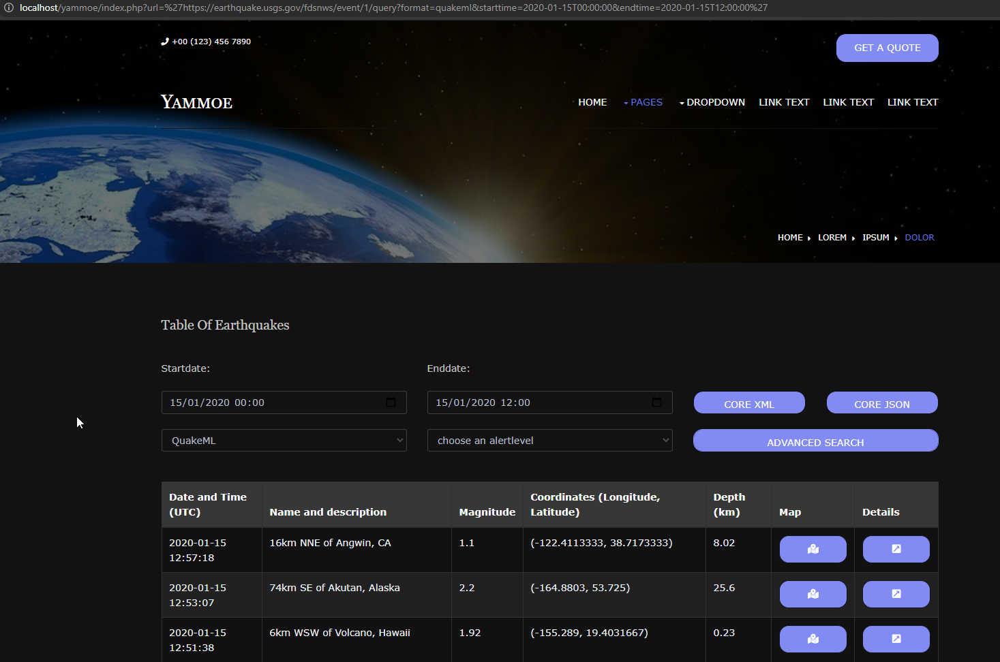 localhost/yammoe/index.php?url=%27https://earthquake.usgs.gov/fdsnws/event/1/query?format=quakeml&starttime=2020-01-15T00:00:00&endtime=2020-01-15T12:00:00%27
+00 (123) 456 7890
GET A QUOTE
YAMMOE
HOME PAGES DROPDOWN LINK TEXT LINK TEXT LINK TEXT
HOME LOREM IPSUM DOLOR
Table Of Earthquakes
Startdate: Enddate:
15/01/2020 00:00 15/01/2020 12:00 CORE XML CORE JSON
QuakeML choose an alertlevel ADVANCED SEARCH
Date and Time Coordinates (Longitude, Depth
(UTC) Name and description Magnitude Latitude) (km) Map Details
2020-01-15 16km NNE of Angwin, CA 1.1 (-122.4113333, 38.7173333) 8.02
12:57:18
2020-01-15 74km SE of Akutan, Alaska 2.2 (-164.8803, 53.725) 25.6
12:53:07
2020-01-15 6km WSW of Volcano, Hawaii 1.92 (-155.289, 19.4031667) 0.23
12:51:38